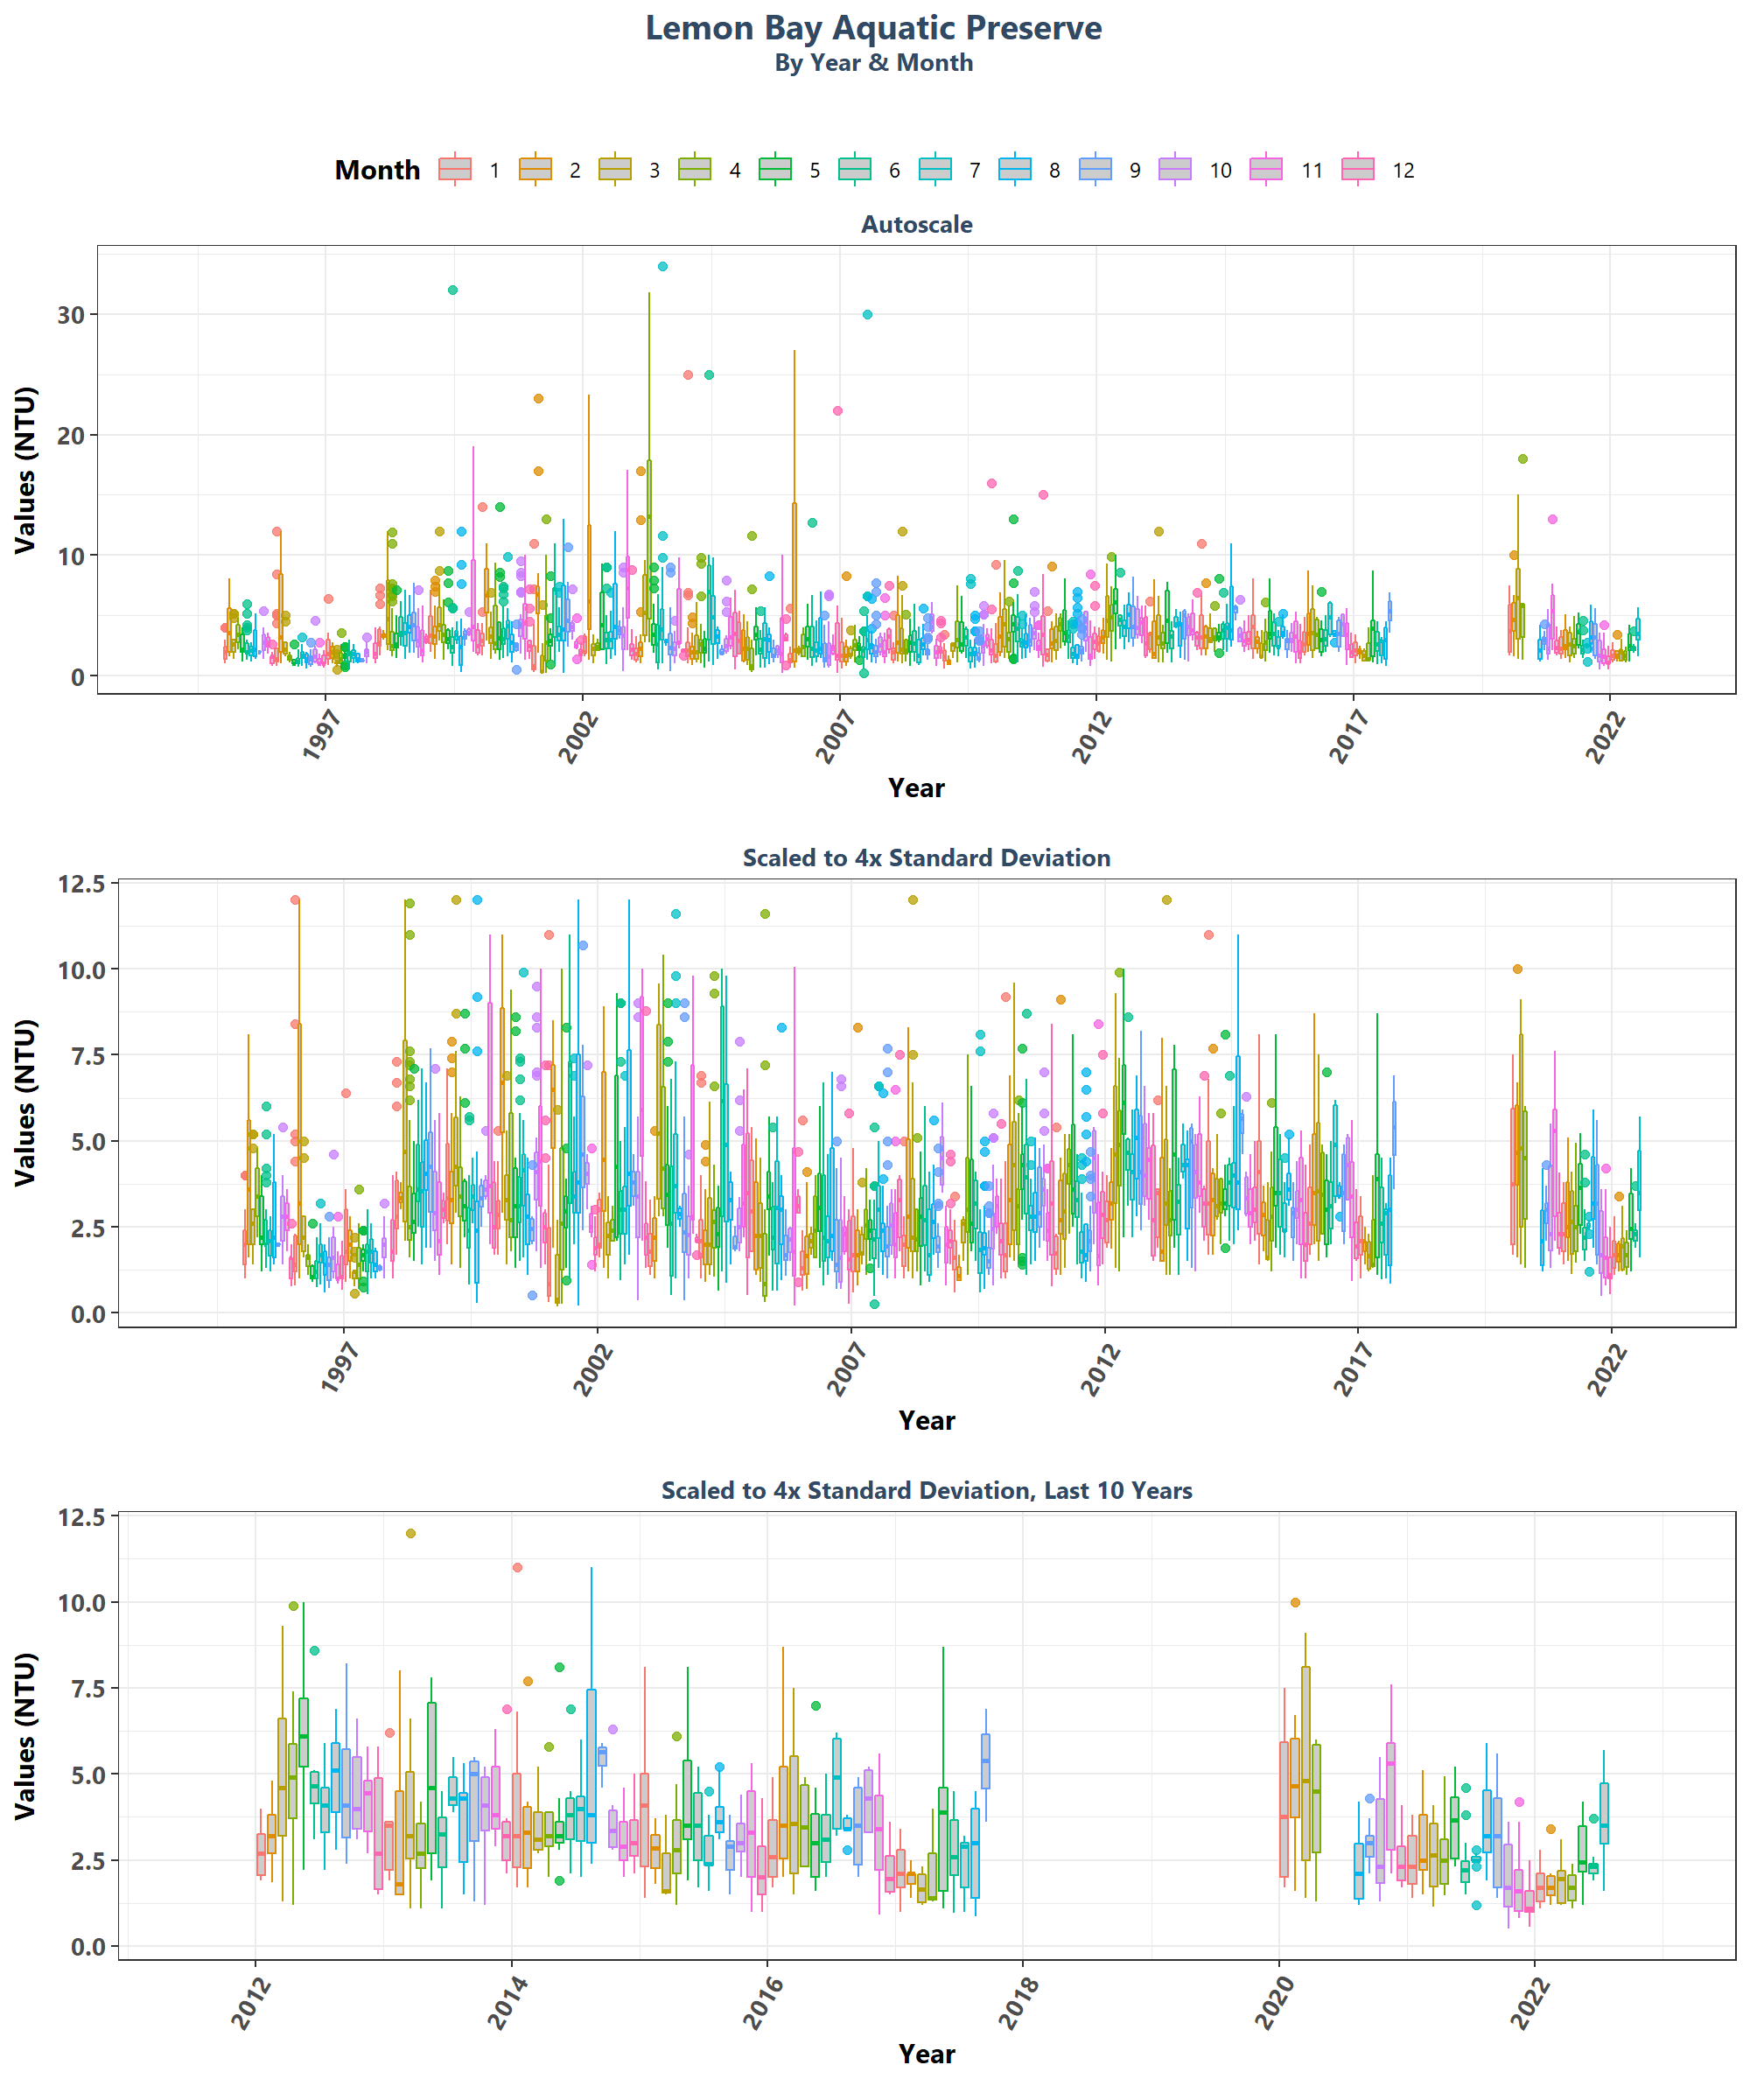 Lemon Bay Aquatic Preserve
By Year & Month
Month 1 2 3 4 5 6 7 8 9 10 11 12
Autoscale
Values (NTU)
30
20
10
0
1997 2002 2007 2012 2017 2022
Year
Scaled to 4x Standard Deviation
Values (NTU)
12.5
10.0
7.5
5.0
2.5
0.0
1997 2002 2007 2012 2017 2022
Year
Scaled to 4x Standard Deviation, Last 10 Years
Values (NTU)
12.5
10.0
7.5
5.0
2.5
0.0
2012 2014 2016 2018 2020 2022
Year